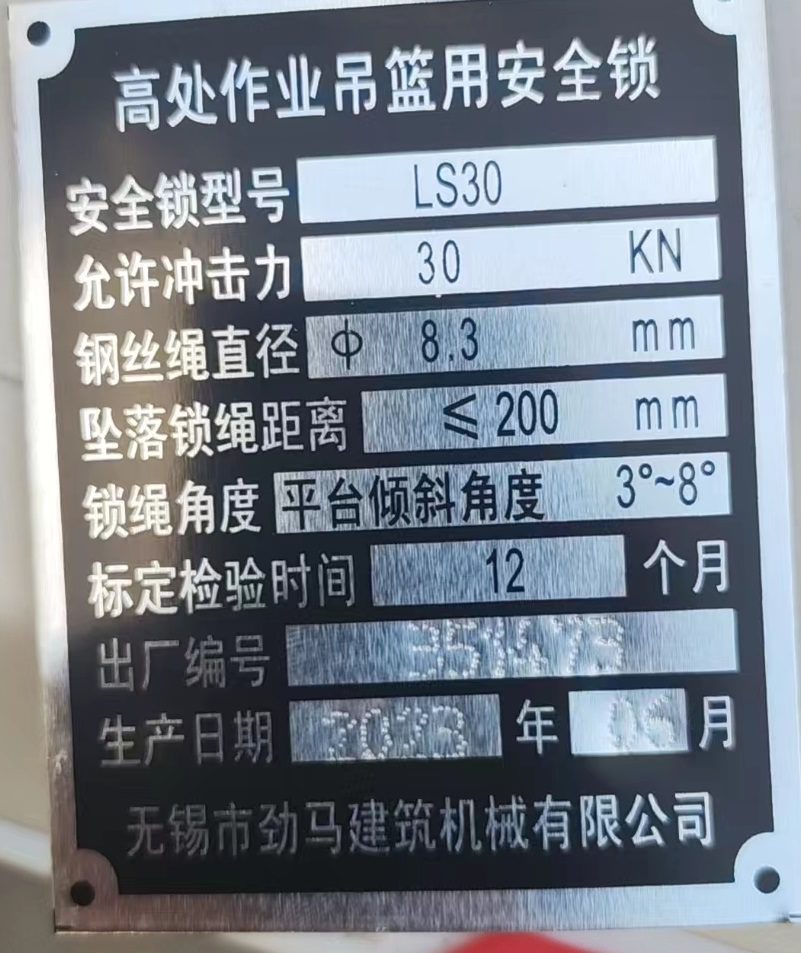 高处作业吊篮用安全锁
安全锁型号 LS30
允许冲击力 30 KN
钢丝绳直径 ϕ 8.3 mm
坠落锁绳距离 ≤200 mm
锁绳角度 平台倾斜角度 3°~8°
标定检验时间 12 个月
出厂编号
生产日期 2023 年 月
无锡市劲马建筑机械有限公司